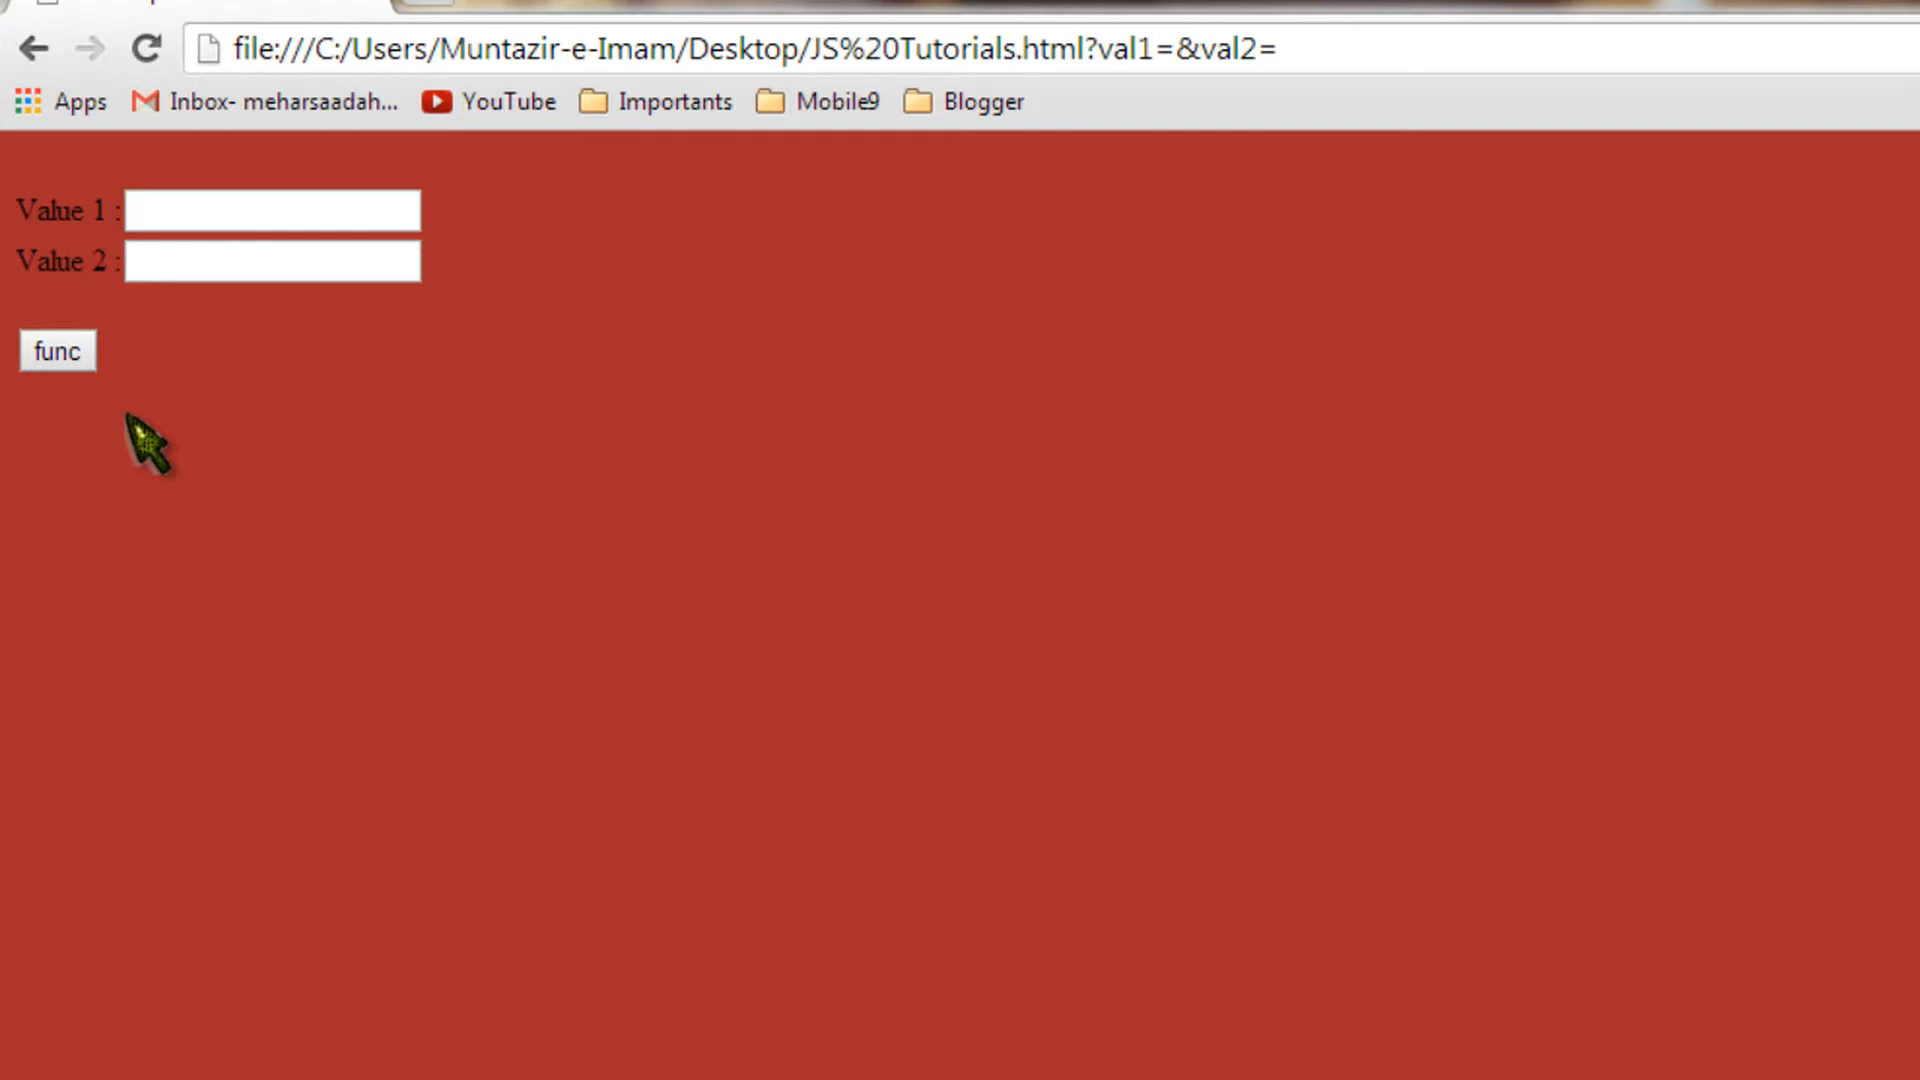 file:///C:/Users/Muntazir-e-Imam/Desktop/JS%20Tutorials.html?val1=&val2=
Apps Inbox- meharsaadah... YouTube Importants Mobile9 Blogger
Value 1 :
Value 2 :
func